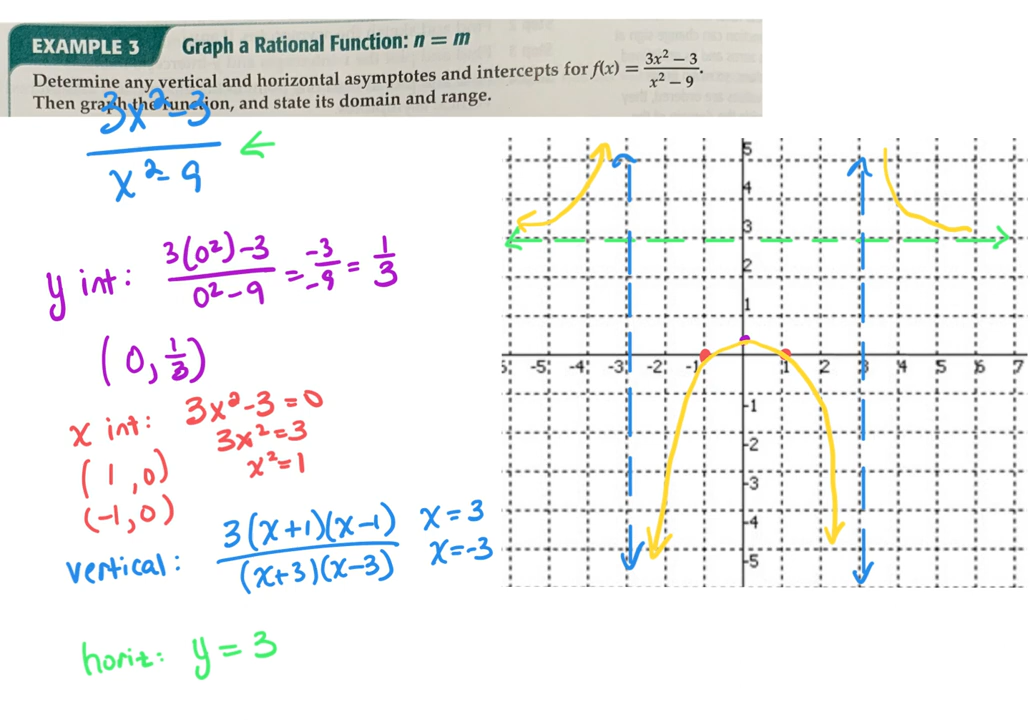 EXAMPLE 3 Graph a Rational Function: n = m
Determine any vertical and horizontal asymptotes and intercepts for f(x) = (3x² − 3)/(x² − 9).
Then graph the function, and state its domain and range.
3x²-3
x²-9
y int: (3(0²)-3)/(0²-9) = -3/-9 = 1/3
(0, 1/3)
x int: 3x²-3=0
3x²=3
(1,0) x²=1
(-1,0)
vertical: (3(x+1)(x-1))/((x+3)(x-3)) x=3
x=-3
horiz: y=3
5
4
3
2
1
-5 -4 -3 -2 -1 1 2 3 4 5 6 7
-1
-2
-3
-4
-5